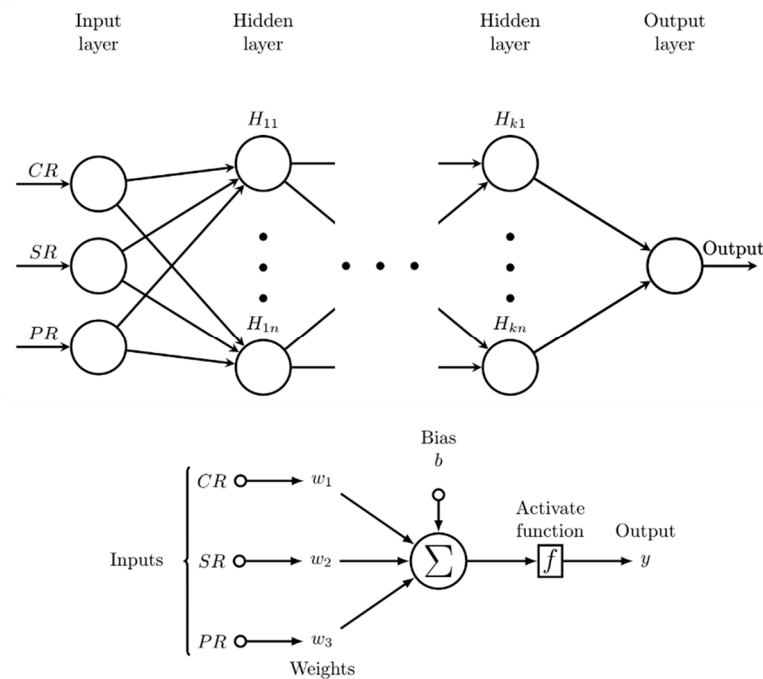 Input
layer
Hidden
layer
Hidden
layer
Output
layer
H11
Hk1
CR
SR
Output
PR
H1n
Hkn
Bias
b
CR
w1
Activate
function
Output
Inputs
SR
w2
Σ
f
y
PR
w3
Weights